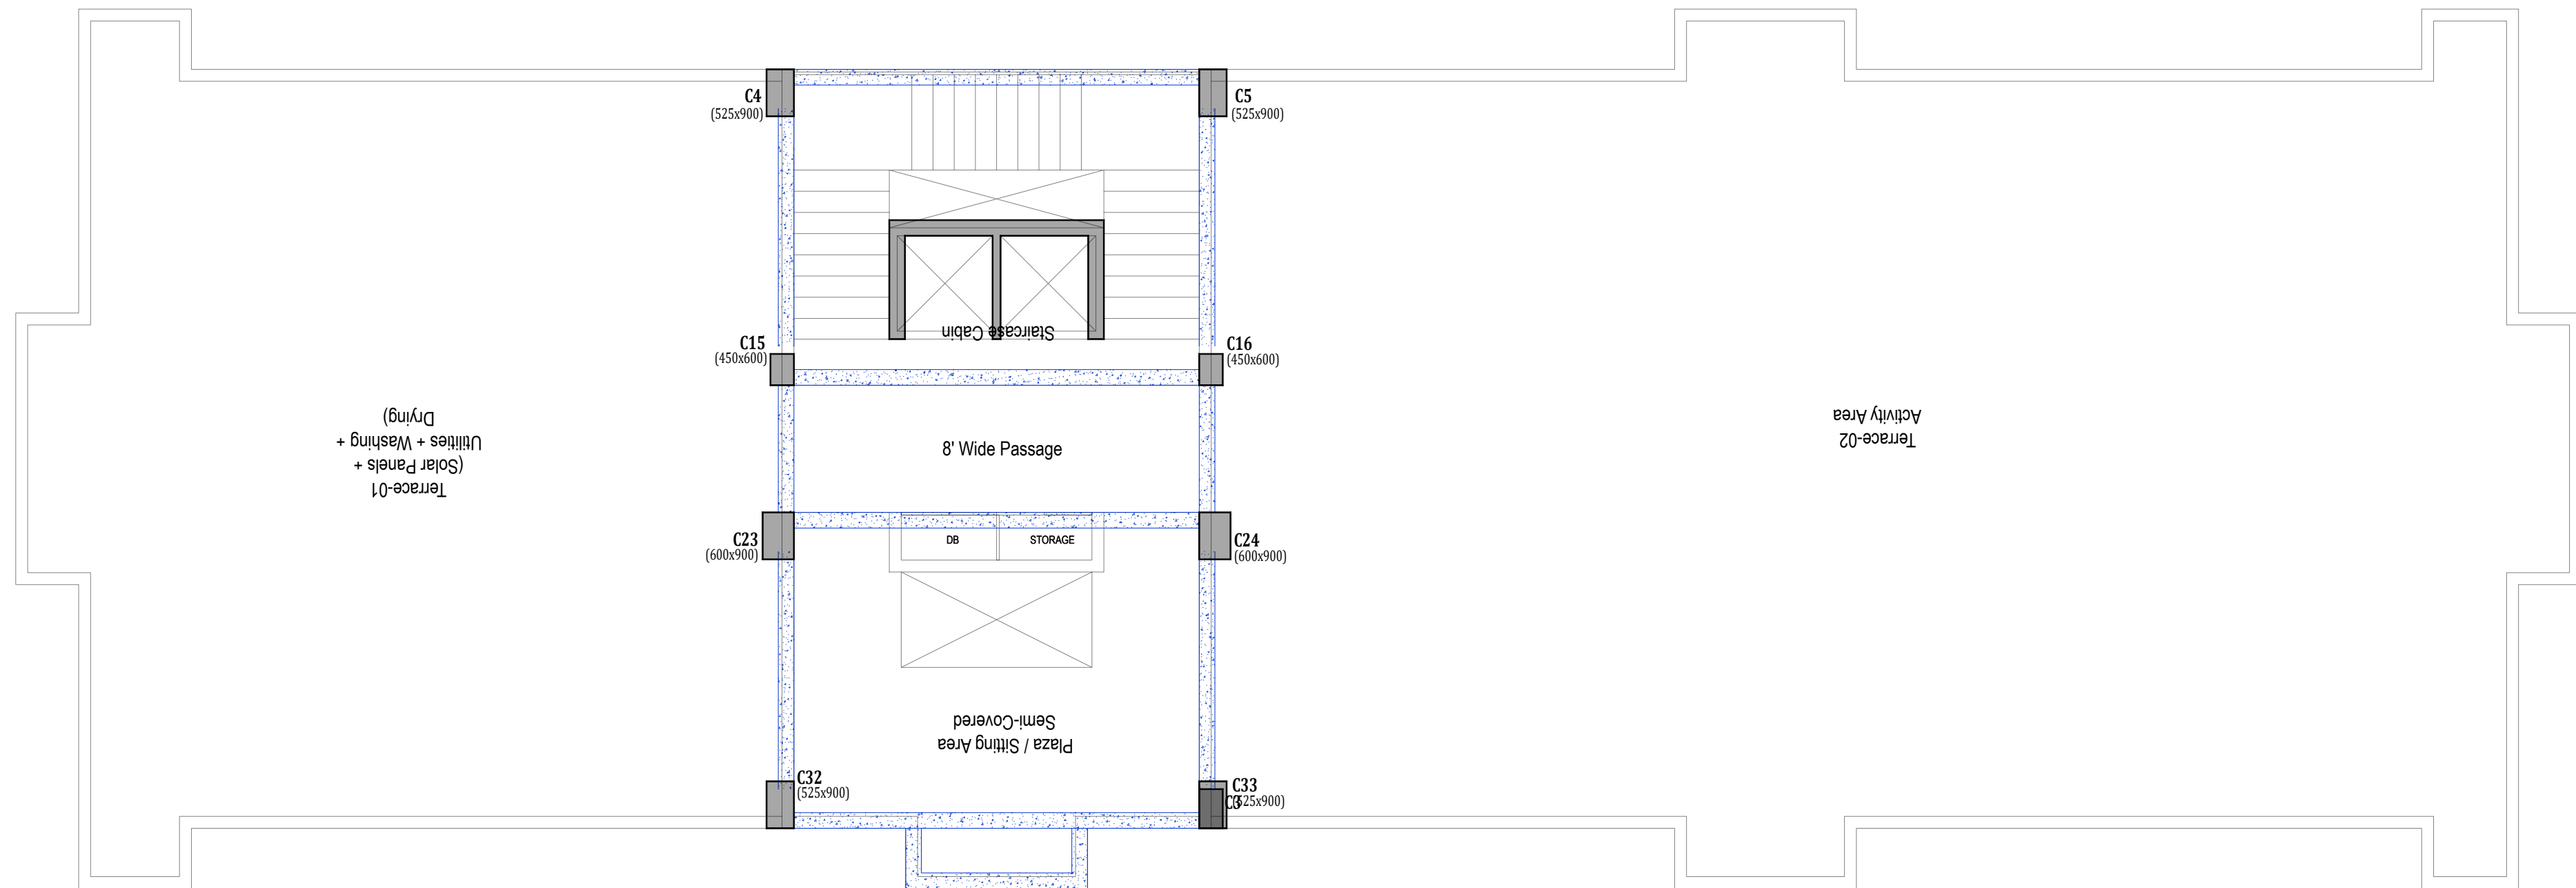 C4
(525x900)
C5
(525x900)
Staircase Cabin
C15
(450x600)
C16
(450x600)
Terrace-01
(Solar Panels +
Utilities + Washing +
Drying)
8' Wide Passage
Terrace-02
Activity Area
C23
(600x900)
DB
STORAGE
C24
(600x900)
Plaza / Sitting Area
Semi-Covered
C32
(525x900)
C33
(525x900)
C3